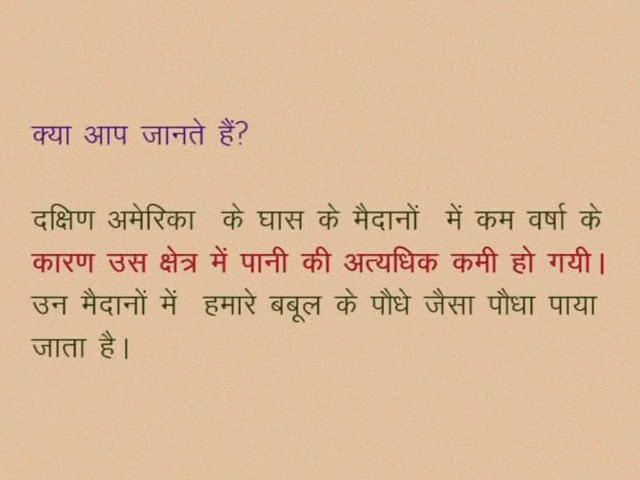 क्या आप जानते हैं?
दक्षिण अमेरिका के घास के मैदानों में कम वर्षा के
कारण उस क्षेत्र में पानी की अत्यधिक कमी हो गयी।
उन मैदानों में हमारे बबूल के पौधे जैसा पौधा पाया
जाता है।